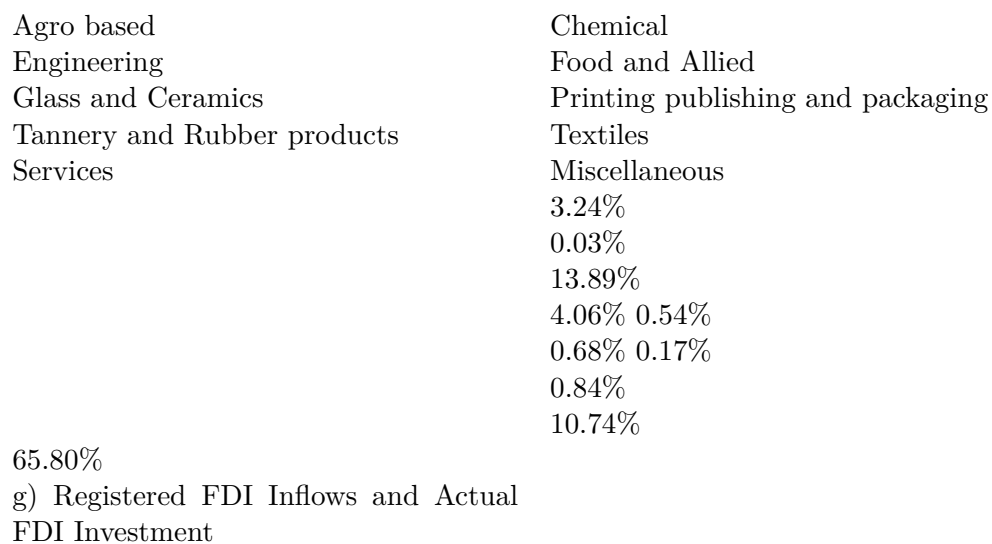 Agro based Chemical
Engineering Food and Allied
Glass and Ceramics Printing publishing and packaging
Tannery and Rubber products Textiles
Services Miscellaneous
3.24%
0.03%
13.89%
4.06% 0.54%
0.68% 0.17%
0.84%
10.74%
65.80%
g) Registered FDI Inflows and Actual
FDI Investment